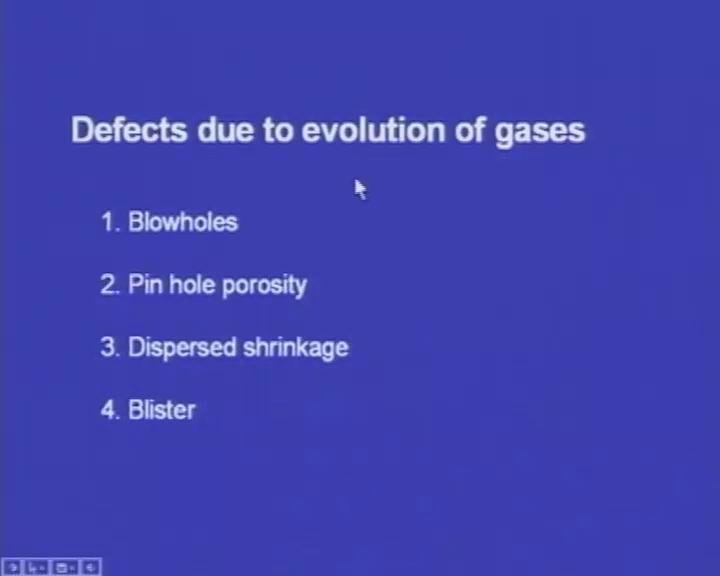 Defects due to evolution of gases
1. Blowholes
2. Pin hole porosity
3. Dispersed shrinkage
4. Blister